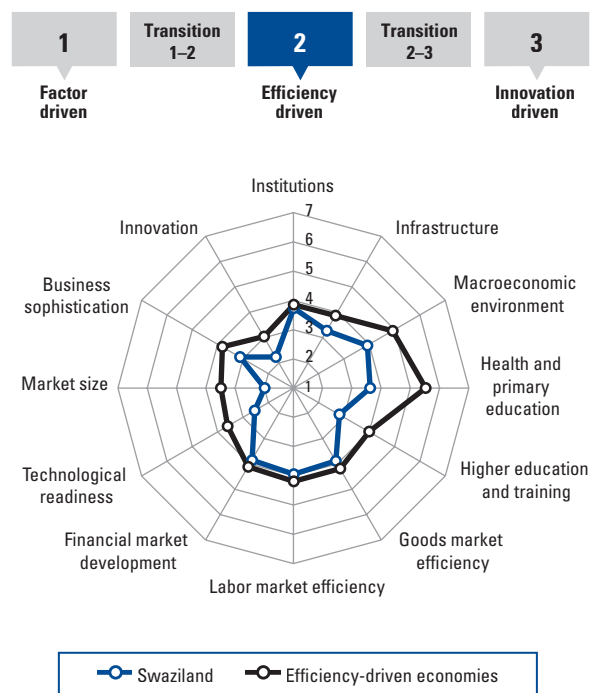 1
Transition
1–2
2
Transition
2–3
3
Factor
driven
Efficiency
driven
Innovation
driven
Institutions
Innovation
Infrastructure
Business
sophistication
Macroeconomic
environment
Market size
Health and
primary
education
Technological
readiness
Higher education
and training
Financial market
development
Goods market
efficiency
Labor market efficiency
7
6
5
4
3
2
1
Swaziland
Efficiency-driven economies